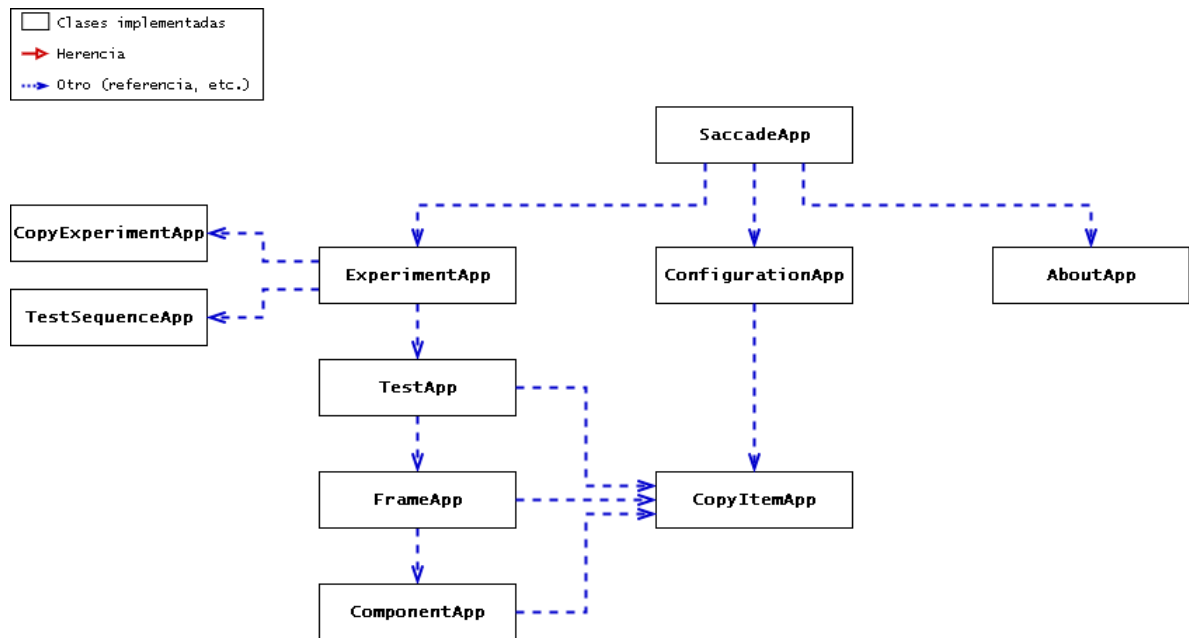 Clases implementadas
Herencia
Otro (referencia, etc.)
SaccadeApp
CopyExperimentApp
ExperimentApp
ConfigurationApp
AboutApp
TestSequenceApp
TestApp
FrameApp
CopyItemApp
ComponentApp